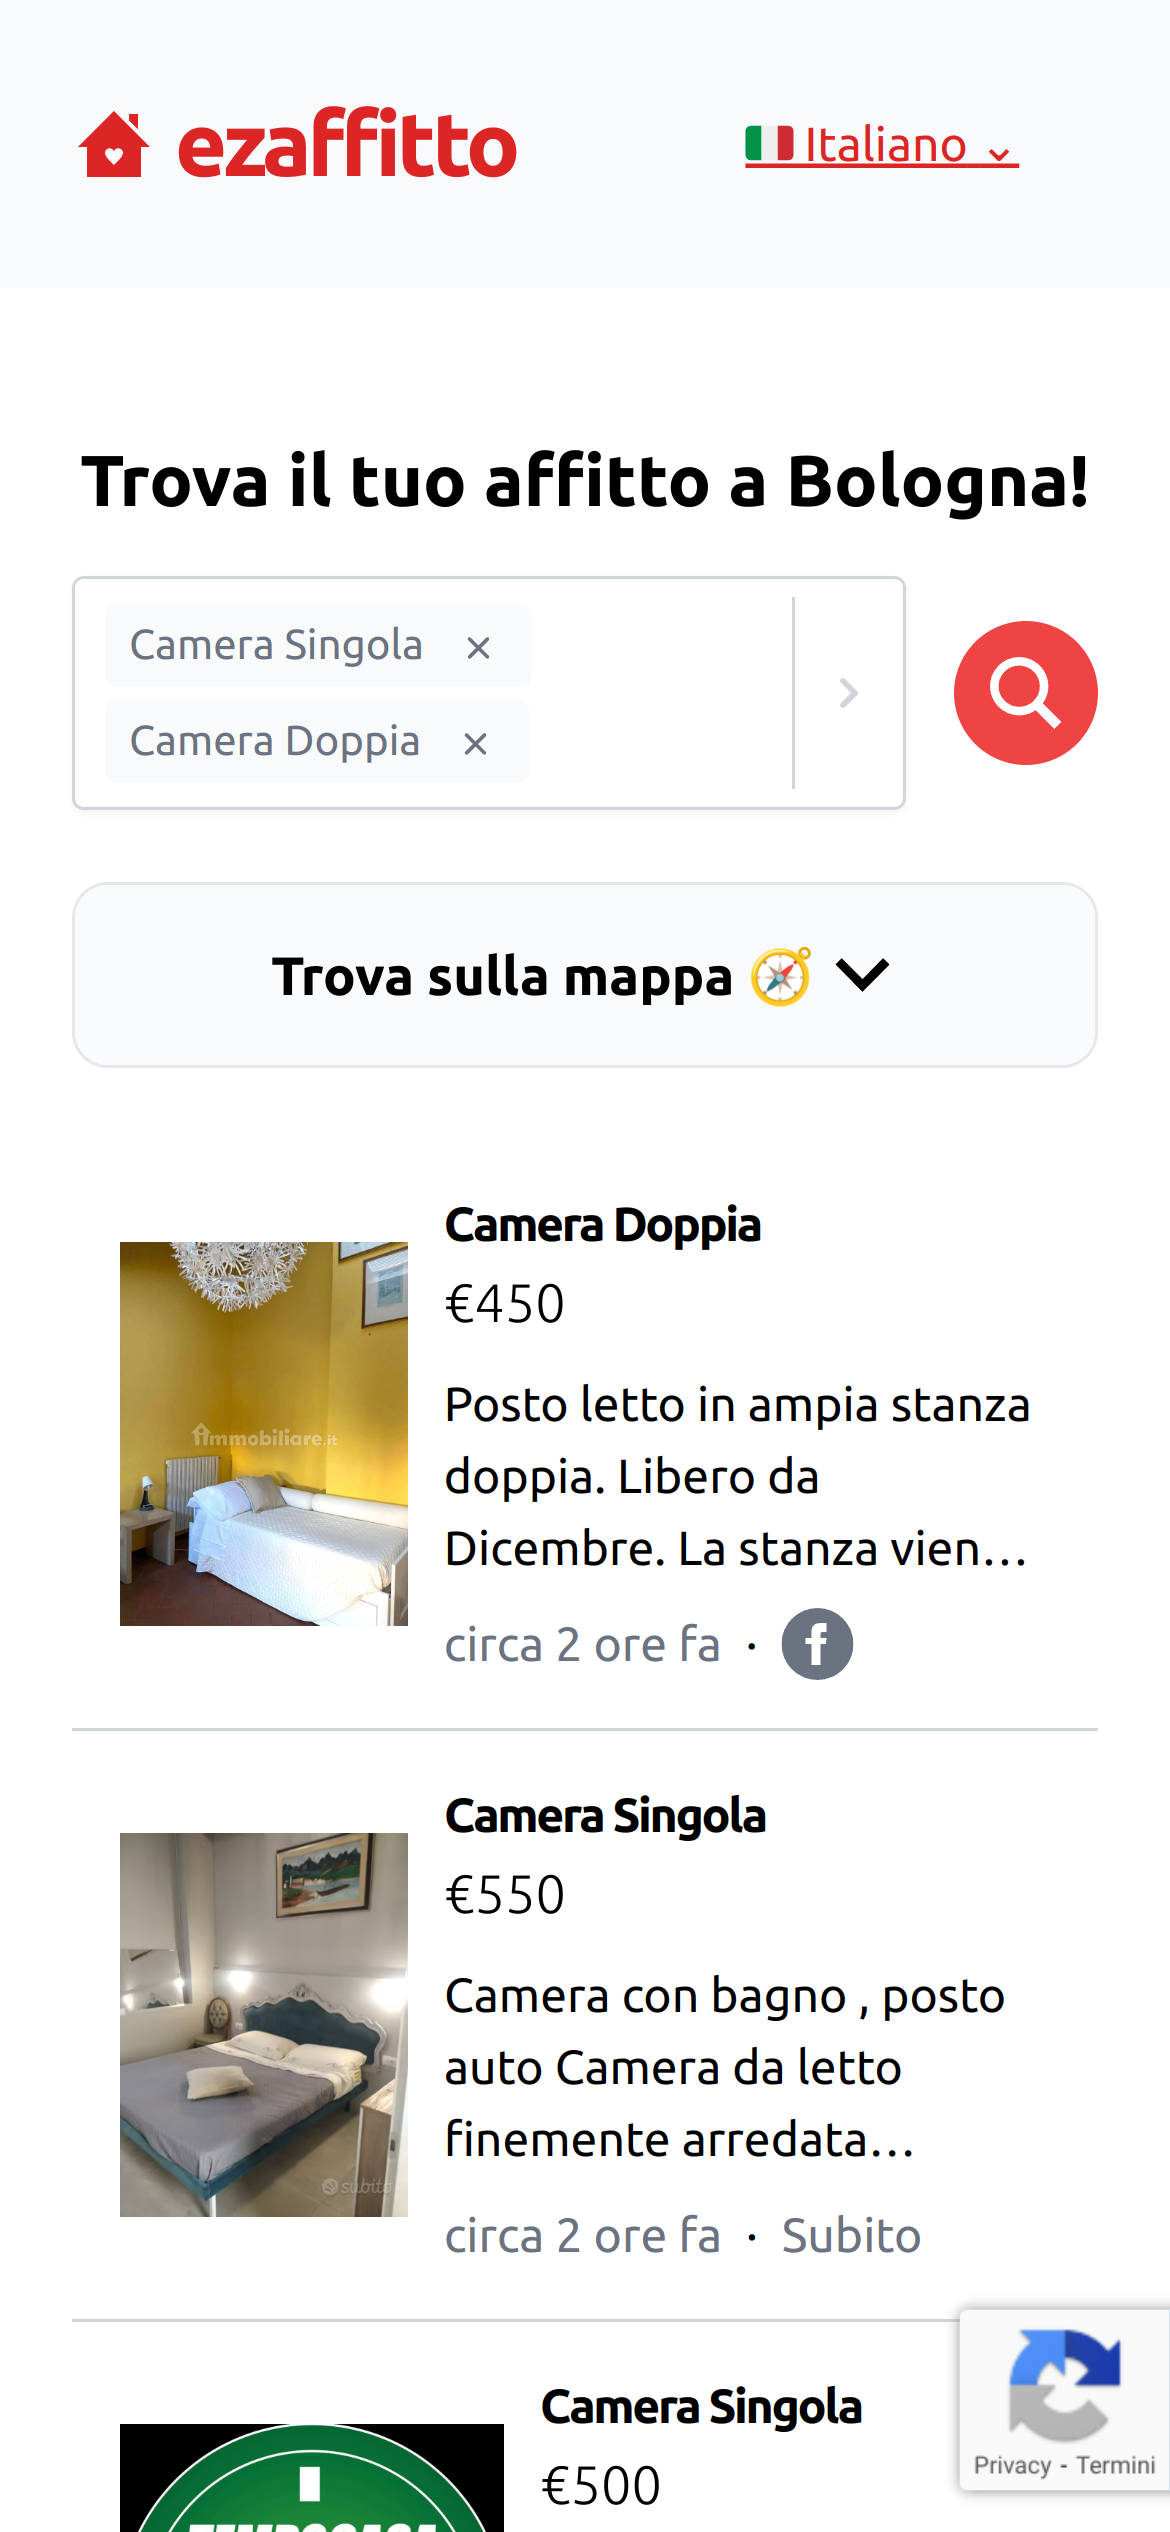 ezaffitto
Italiano
Trova il tuo affitto a Bologna!
Camera Singola ×
Camera Doppia ×
Trova sulla mappa
Camera Doppia
€450
immobiliare.it
Posto letto in ampia stanza
doppia. Libero da
Dicembre. La stanza vien...
circa 2 ore fa ·
Camera Singola
€550
Camera con bagno , posto
auto Camera da letto
finemente arredata...
subito
circa 2 ore fa · Subito
Camera Singola
€500
Privacy - Termini